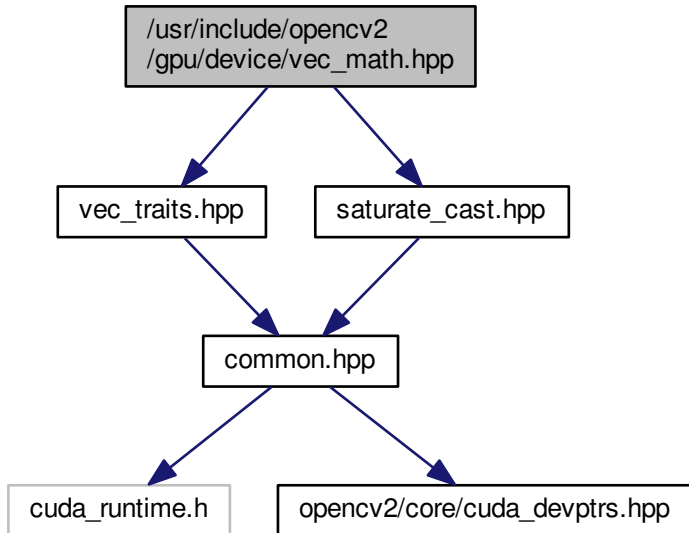 /usr/include/opencv2
/gpu/device/vec_math.hpp
vec_traits.hpp
saturate_cast.hpp
common.hpp
cuda_runtime.h
opencv2/core/cuda_devptrs.hpp